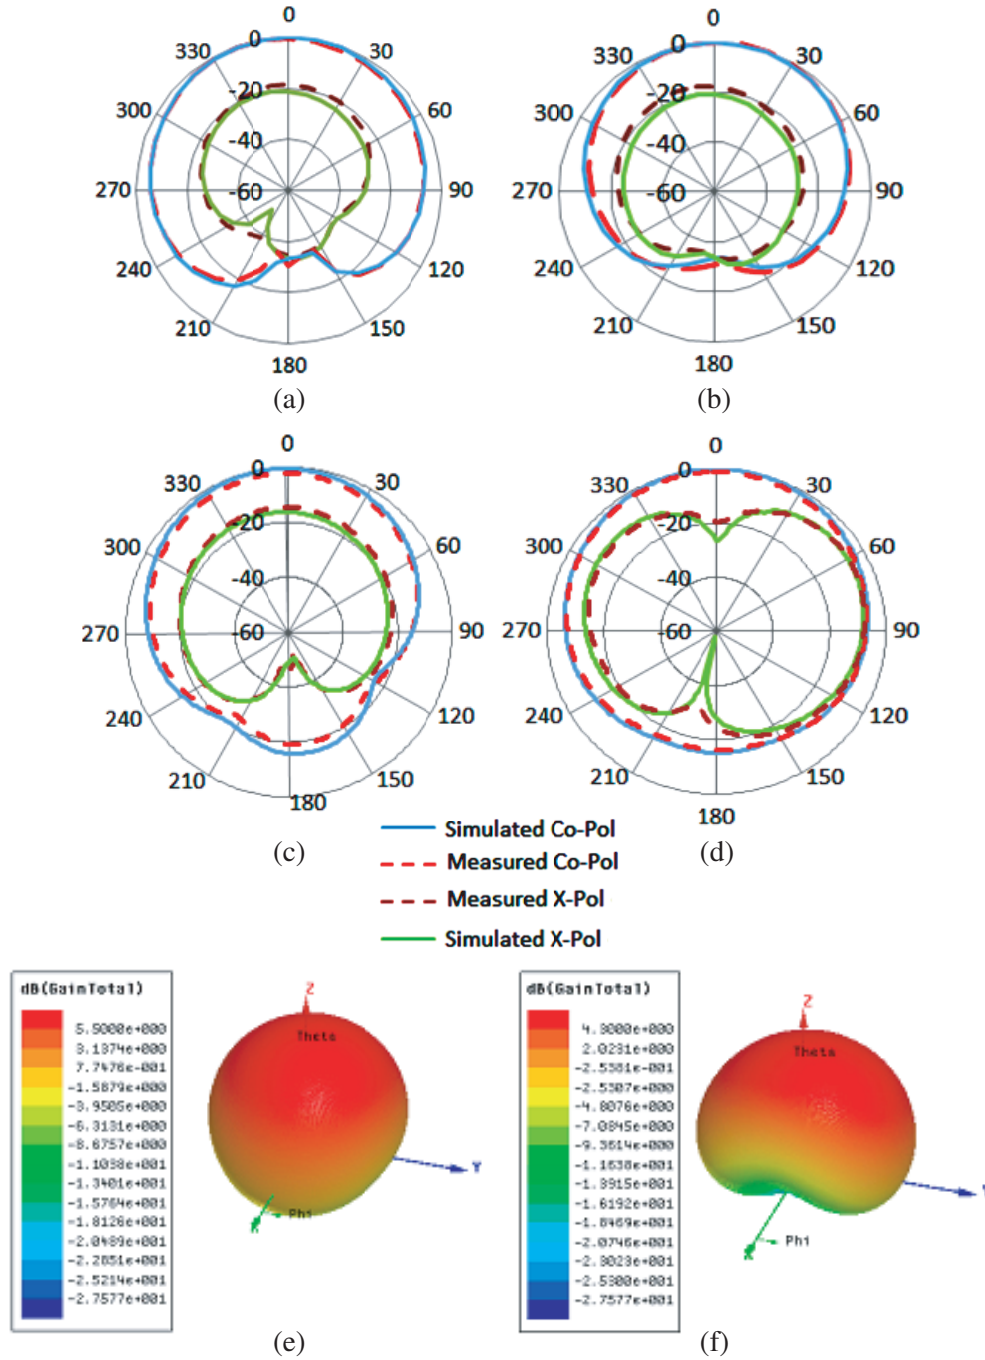 0
0
330
30
-20
300
60
-40
270
-60
90
240
120
210
150
180
(a)
0
0
330
30
-20
300
60
-40
270
-60
90
240
120
210
150
180
(b)
0
0
330
30
-20
300
60
-40
270
-60
90
240
120
210
150
180
(c)
0
0
330
30
-20
300
60
-40
270
-60
90
240
120
210
150
180
(d)
Simulated Co-Pol
Measured Co-Pol
Measured X-Pol
Simulated X-Pol
dB(GainTotal)
5.5000e+000
3.1374e+000
7.7476e-001
-1.5879e+000
-3.9505e+000
-6.3131e+000
-8.6757e+000
-1.1038e+001
-1.3401e+001
-1.5764e+001
-1.8126e+001
-2.0489e+001
-2.2851e+001
-2.5214e+001
-2.7577e+001
Z
Theta
Y
Phi
X
(e)
dB(GainTotal)
4.3000e+000
2.0231e+000
-2.5381e-001
-2.5307e+000
-4.8076e+000
-7.0845e+000
-9.3614e+000
-1.1638e+001
-1.3915e+001
-1.6192e+001
-1.8469e+001
-2.0746e+001
-2.3023e+001
-2.5300e+001
-2.7577e+001
Z
Theta
Phi
X
(f)